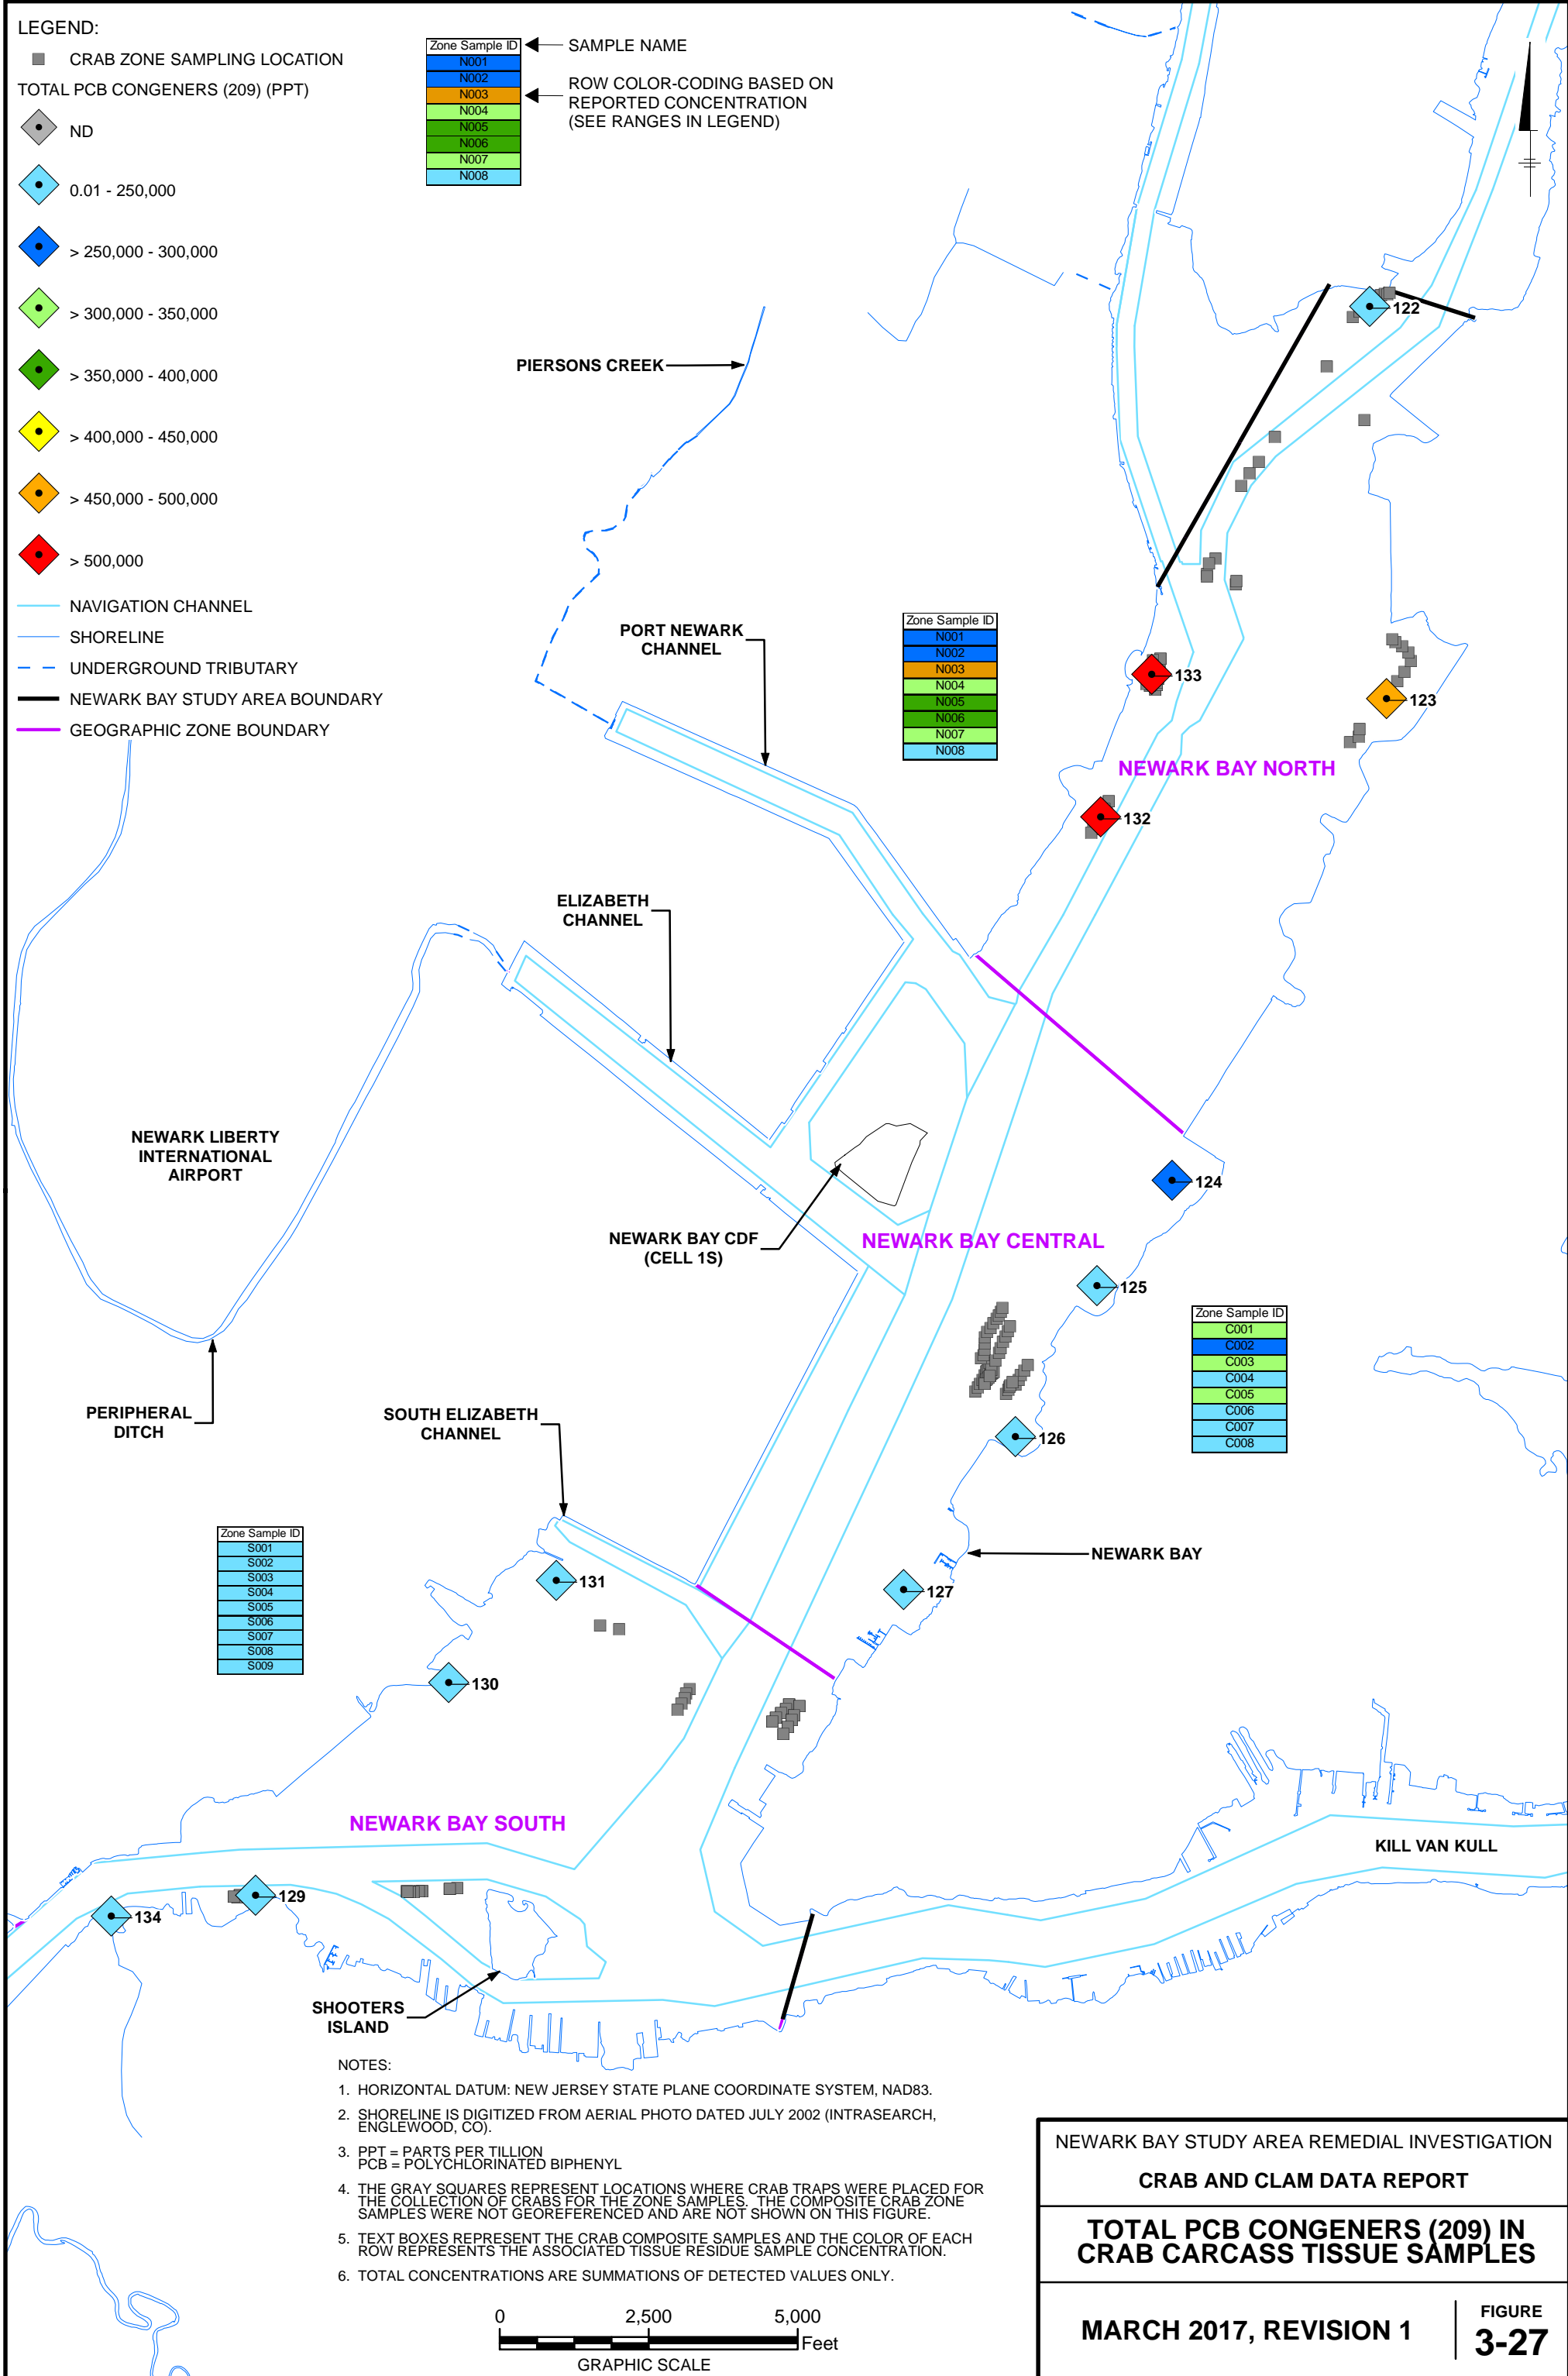 LEGEND:
CRAB ZONE SAMPLING LOCATION
TOTAL PCB CONGENERS (209) (PPT)
ND
0.01 - 250,000
> 250,000 - 300,000
> 300,000 - 350,000
> 350,000 - 400,000
> 400,000 - 450,000
> 450,000 - 500,000
> 500,000
NAVIGATION CHANNEL
SHORELINE
UNDERGROUND TRIBUTARY
NEWARK BAY STUDY AREA BOUNDARY
GEOGRAPHIC ZONE BOUNDARY
Zone Sample ID
N001
N002
N003
N004
N005
N006
N007
N008
SAMPLE NAME
ROW COLOR-CODING BASED ON
REPORTED CONCENTRATION
(SEE RANGES IN LEGEND)
122
PIERSONS CREEK
PORT NEWARK
CHANNEL
Zone Sample ID
N001
N002
N003
N004
N005
N006
N007
N008
133
123
NEWARK BAY NORTH
132
ELIZABETH
CHANNEL
NEWARK LIBERTY
INTERNATIONAL
AIRPORT
124
NEWARK BAY CDF
(CELL 1S)
NEWARK BAY CENTRAL
125
Zone Sample ID
C001
C002
C003
C004
C005
C006
C007
C008
PERIPHERAL
DITCH
SOUTH ELIZABETH
CHANNEL
126
Zone Sample ID
S001
S002
S003
S004
S005
S006
S007
S008
S009
NEWARK BAY
131
127
130
NEWARK BAY SOUTH
KILL VAN KULL
129
134
SHOOTERS
ISLAND
NOTES:
1. HORIZONTAL DATUM: NEW JERSEY STATE PLANE COORDINATE SYSTEM, NAD83.
2. SHORELINE IS DIGITIZED FROM AERIAL PHOTO DATED JULY 2002 (INTRASEARCH,
ENGLEWOOD, CO).
3. PPT = PARTS PER TILLION
PCB = POLYCHLORINATED BIPHENYL
4. THE GRAY SQUARES REPRESENT LOCATIONS WHERE CRAB TRAPS WERE PLACED FOR
THE COLLECTION OF CRABS FOR THE ZONE SAMPLES. THE COMPOSITE CRAB ZONE
SAMPLES WERE NOT GEOREFERENCED AND ARE NOT SHOWN ON THIS FIGURE.
5. TEXT BOXES REPRESENT THE CRAB COMPOSITE SAMPLES AND THE COLOR OF EACH
ROW REPRESENTS THE ASSOCIATED TISSUE RESIDUE SAMPLE CONCENTRATION.
6. TOTAL CONCENTRATIONS ARE SUMMATIONS OF DETECTED VALUES ONLY.
0 2,500 5,000
Feet
GRAPHIC SCALE
NEWARK BAY STUDY AREA REMEDIAL INVESTIGATION
CRAB AND CLAM DATA REPORT
TOTAL PCB CONGENERS (209) IN
CRAB CARCASS TISSUE SAMPLES
MARCH 2017, REVISION 1
FIGURE
3-27